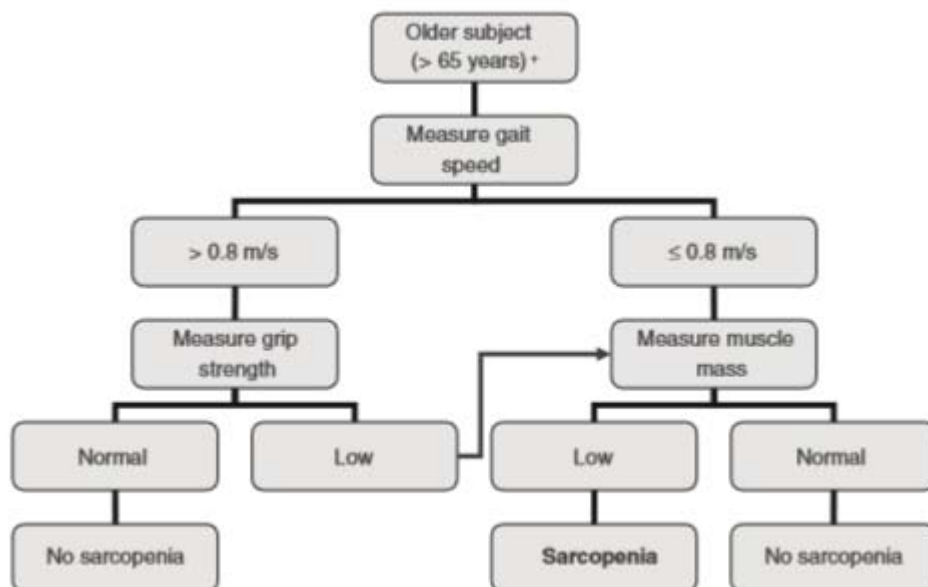 Older subject
(> 65 years) +
Measure gait
speed
> 0.8 m/s
≤ 0.8 m/s
Measure grip
strength
Measure muscle
mass
Normal
Low
Low
Normal
No sarcopenia
Sarcopenia
No sarcopenia